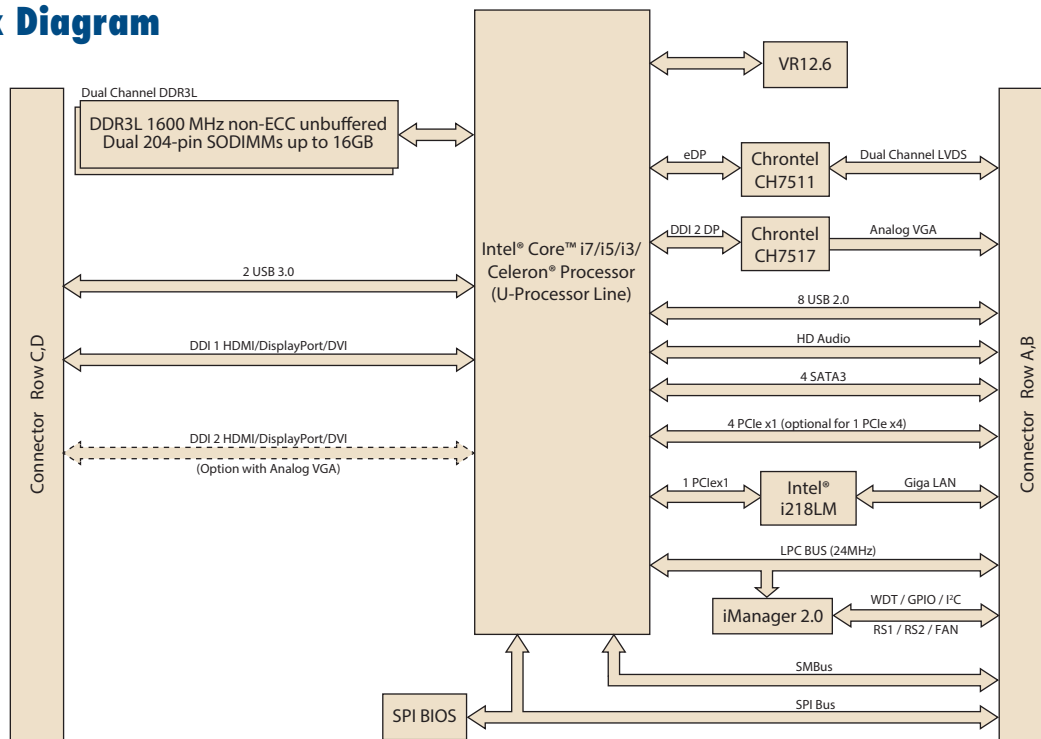 Diagram
Dual Channel DDR3L
DDR3L 1600 MHz non-ECC unbuffered
Dual 204-pin SODIMMs up to 16GB
VR12.6
eDP
Chrontel
CH7511
Dual Channel LVDS
DDI 2 DP
Chrontel
CH7517
Analog VGA
Intel® Core™ i7/i5/i3/
Celeron® Processor
(U-Processor Line)
2 USB 3.0
8 USB 2.0
HD Audio
DDI 1 HDMI/DisplayPort/DVI
4 SATA3
4 PCIe x1 (optional for 1 PCIe x4)
DDI 2 HDMI/DisplayPort/DVI
(Option with Analog VGA)
1 PCIex1
Intel®
i218LM
Giga LAN
LPC BUS (24MHz)
iManager 2.0
WDT / GPIO / I²C
RS1 / RS2 / FAN
SMBus
SPI BIOS
SPI Bus
Connector Row C,D
Connector Row A,B